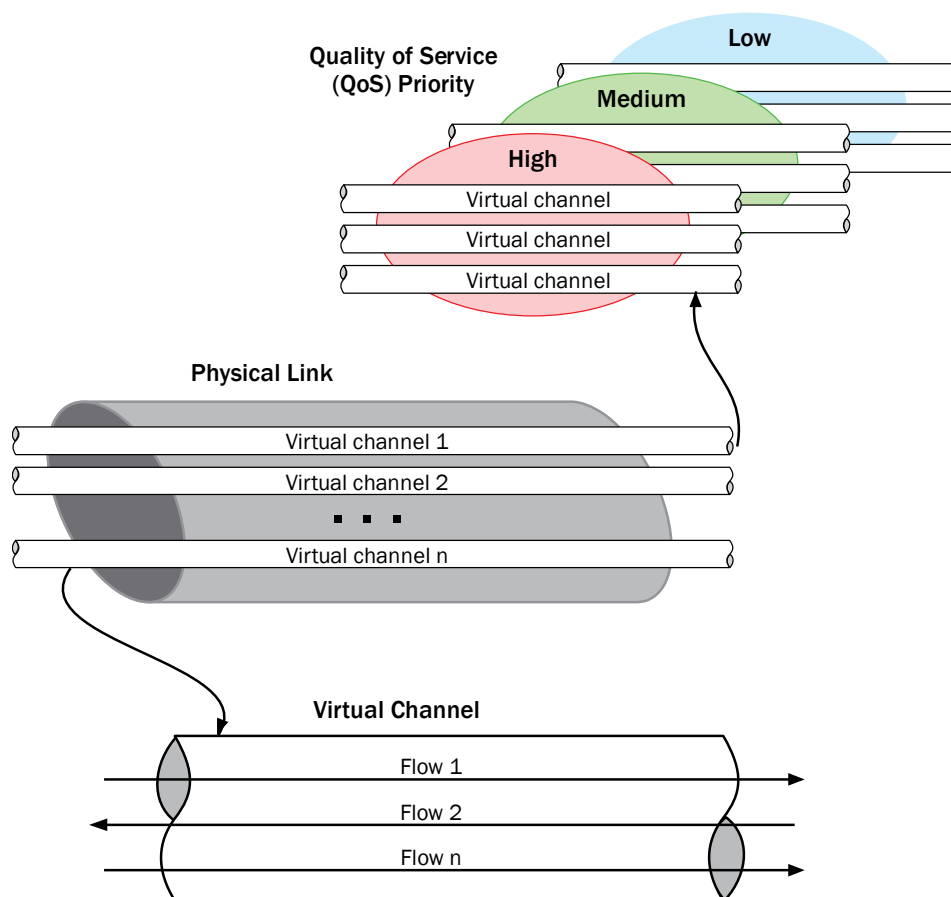 Quality of Service
(QoS) Priority
Low
Medium
High
Virtual channel
Virtual channel
Virtual channel
Physical Link
Virtual channel 1
Virtual channel 2
. . .
Virtual channel n
Virtual Channel
Flow 1
Flow 2
Flow n